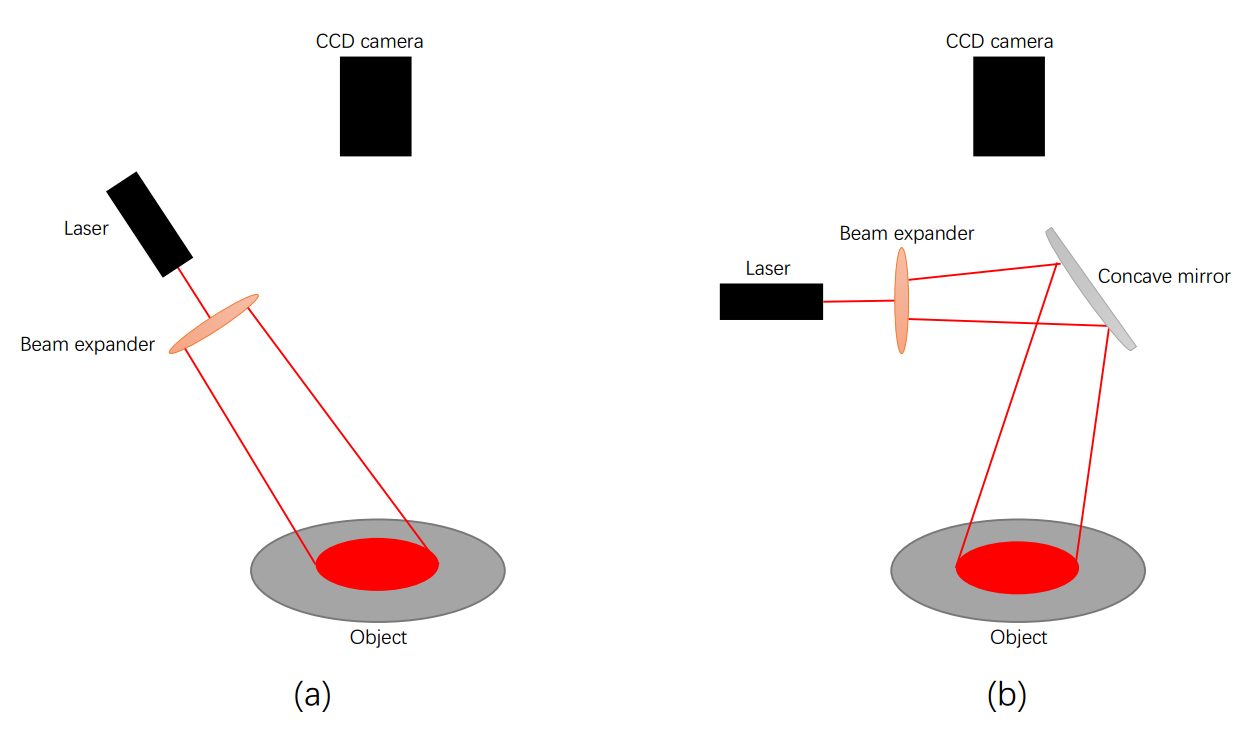 CCD camera
Laser
Beam expander
Object
(a)
CCD camera
Beam expander
Laser
Concave mirror
Object
(b)